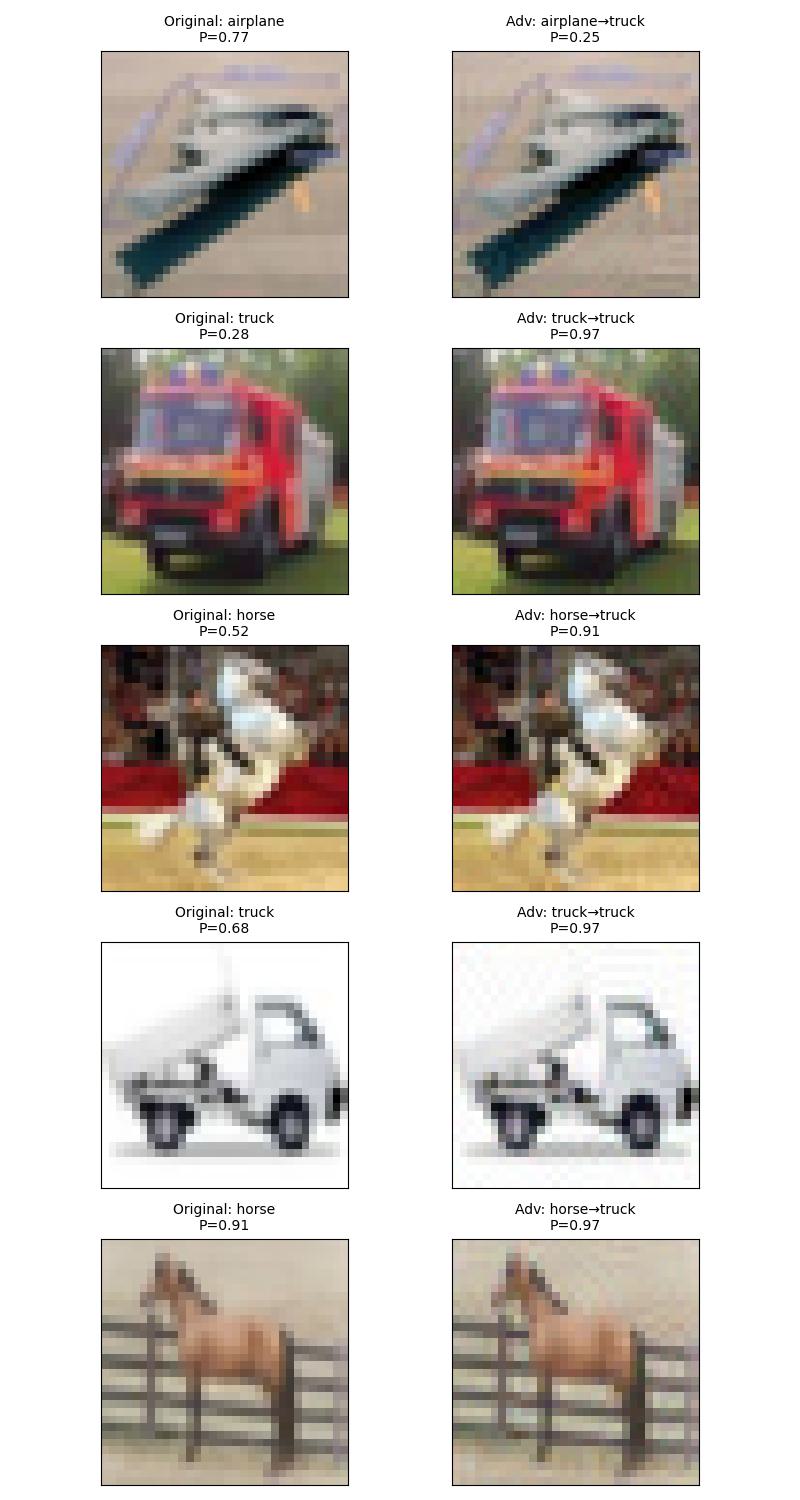 Original: airplane
P=0.77
Adv: airplane→truck
P=0.25
Original: truck
P=0.28
Adv: truck→truck
P=0.97
Original: horse
P=0.52
Adv: horse→truck
P=0.91
Original: truck
P=0.68
Adv: truck→truck
P=0.97
Original: horse
P=0.91
Adv: horse→truck
P=0.97